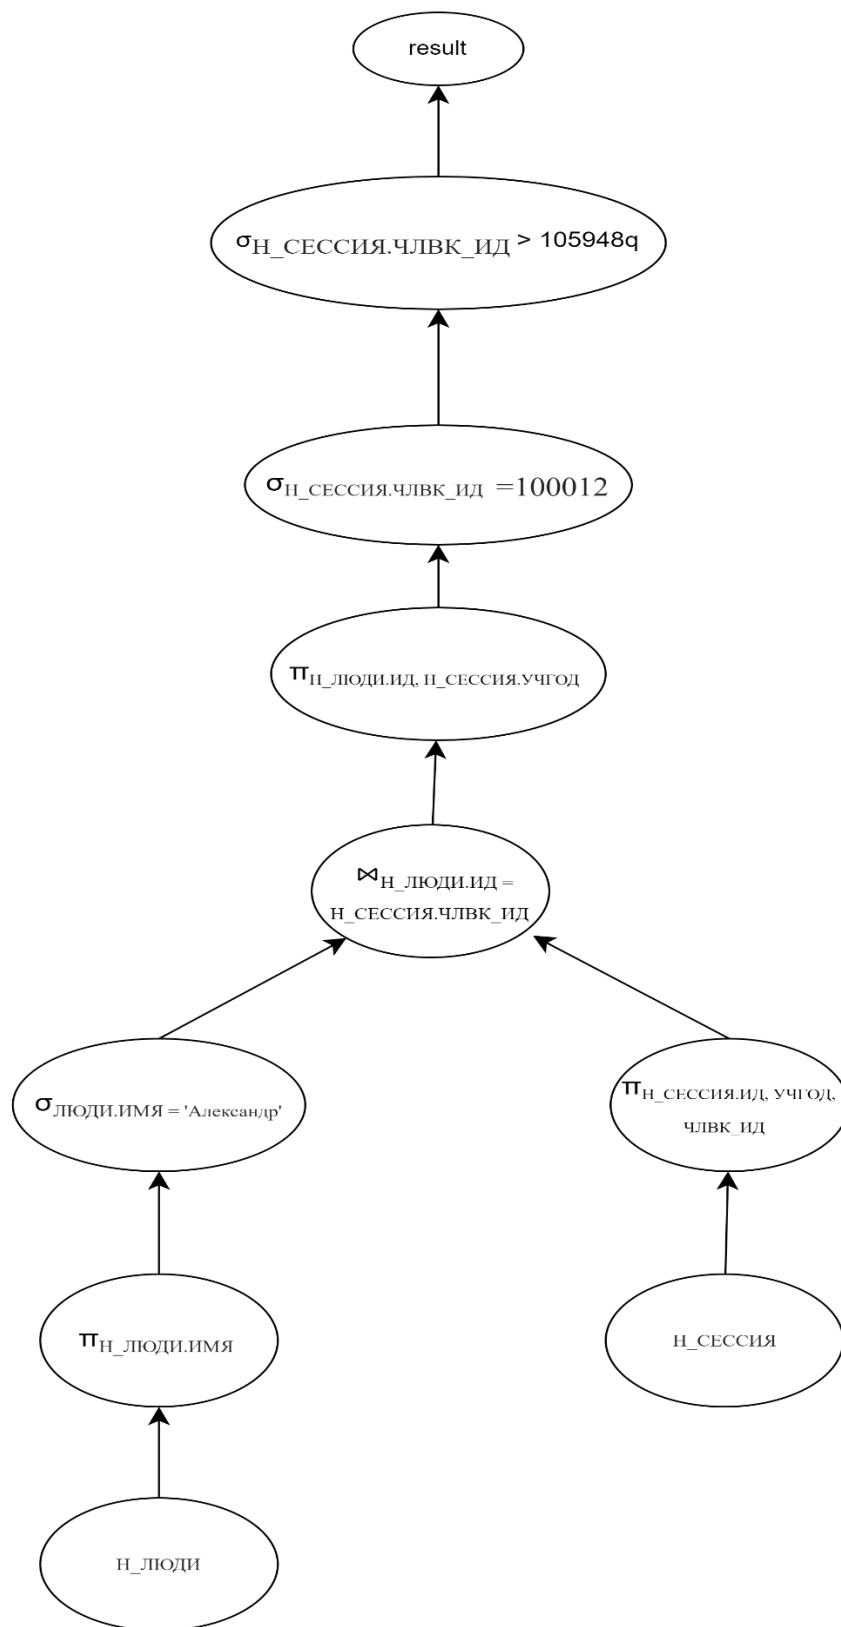 result
σН_СЕССИЯ.ЧЛВК_ИД > 105948q
σН_СЕССИЯ.ЧЛВК_ИД =100012
πН_ЛЮДИ.ИД, Н_СЕССИЯ.УЧГОД
⋈Н_ЛЮДИ.ИД =
Н_СЕССИЯ.ЧЛВК_ИД
σЛЮДИ.ИМЯ = 'Александр'
πН_СЕССИЯ.ИД, УЧГОД,
ЧЛВК_ИД
πН_ЛЮДИ.ИМЯ
Н_СЕССИЯ
Н_ЛЮДИ